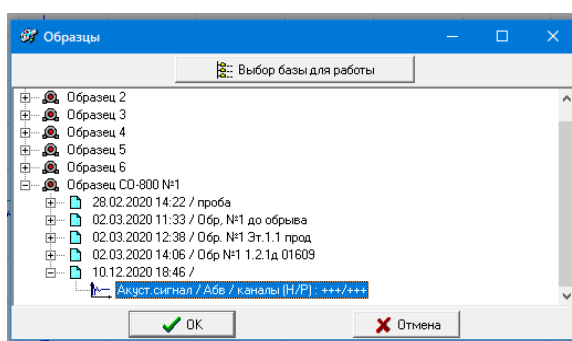 Образцы
Выбор базы для работы
Образец 2
Образец 3
Образец 4
Образец 5
Образец 6
Образец СО-800 №1
28.02.2020 14:22 / проба
02.03.2020 11:33 / Обр, №1 до обрыва
02.03.2020 12:38 / Обр. №1 Эт.1.1 прод
02.03.2020 14:06 / Обр №1 1.2.1д 01609
10.12.2020 18:46 /
Акуст.сигнал / Абв / каналы (Н/Р) : +++/+++
OK
Отмена